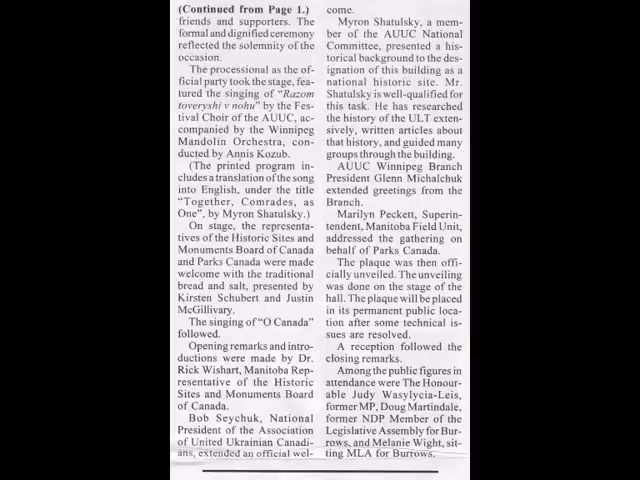 (Continued from Page 1.)
friends and supporters. The
formal and dignified ceremony
reflected the solemnity of the
occasion.
The processional as the of-
ficial party took the stage, fea-
tured the singing of "Razom
toveryshi v nohu" by the Fes-
tival Choir of the AUUC, ac-
companied by the Winnipeg
Mandolin Orchestra, con-
ducted by Annis Kozub.
(The printed program in-
cludes a translation of the song
into English, under the title
"Together, Comrades, as
One", by Myron Shatulsky.)
On stage, the representa-
tives of the Historic Sites and
Monuments Board of Canada
and Parks Canada were made
welcome with the traditional
bread and salt, presented by
Kirsten Schubert and Justin
McGillivary.
The singing of "O Canada"
followed.
Opening remarks and intro-
ductions were made by Dr.
Rick Wishart, Manitoba Rep-
resentative of the Historic
Sites and Monuments Board
of Canada.
Bob Seychuk, National
President of the Association
of United Ukrainian Canadi-
ans, extended an official wel-
come.
Myron Shatulsky, a mem-
ber of the AUUC National
Committee, presented a his-
torical background to the des-
ignation of this building as a
national historic site. Mr.
Shatulsky is well-qualified for
this task. He has researched
the history of the ULT exten-
sively, written articles about
that history, and guided many
groups through the building.
AUUC Winnipeg Branch
President Glenn Michalchuk
extended greetings from the
Branch.
Marilyn Peckett, Superin-
tendent, Manitoba Field Unit,
addressed the gathering on
behalf of Parks Canada.
The plaque was then offi-
cially unveiled. The unveiling
was done on the stage of the
hall. The plaque will be placed
in its permanent public loca-
tion after some technical is-
sues are resolved.
A reception followed the
closing remarks.
Among the public figures in
attendance were The Honour-
able Judy Wasylycia-Leis,
former MP, Doug Martindale,
former NDP Member of the
Legislative Assembly for Bur-
rows, and Melanie Wight, sit-
ting MLA for Burrows.